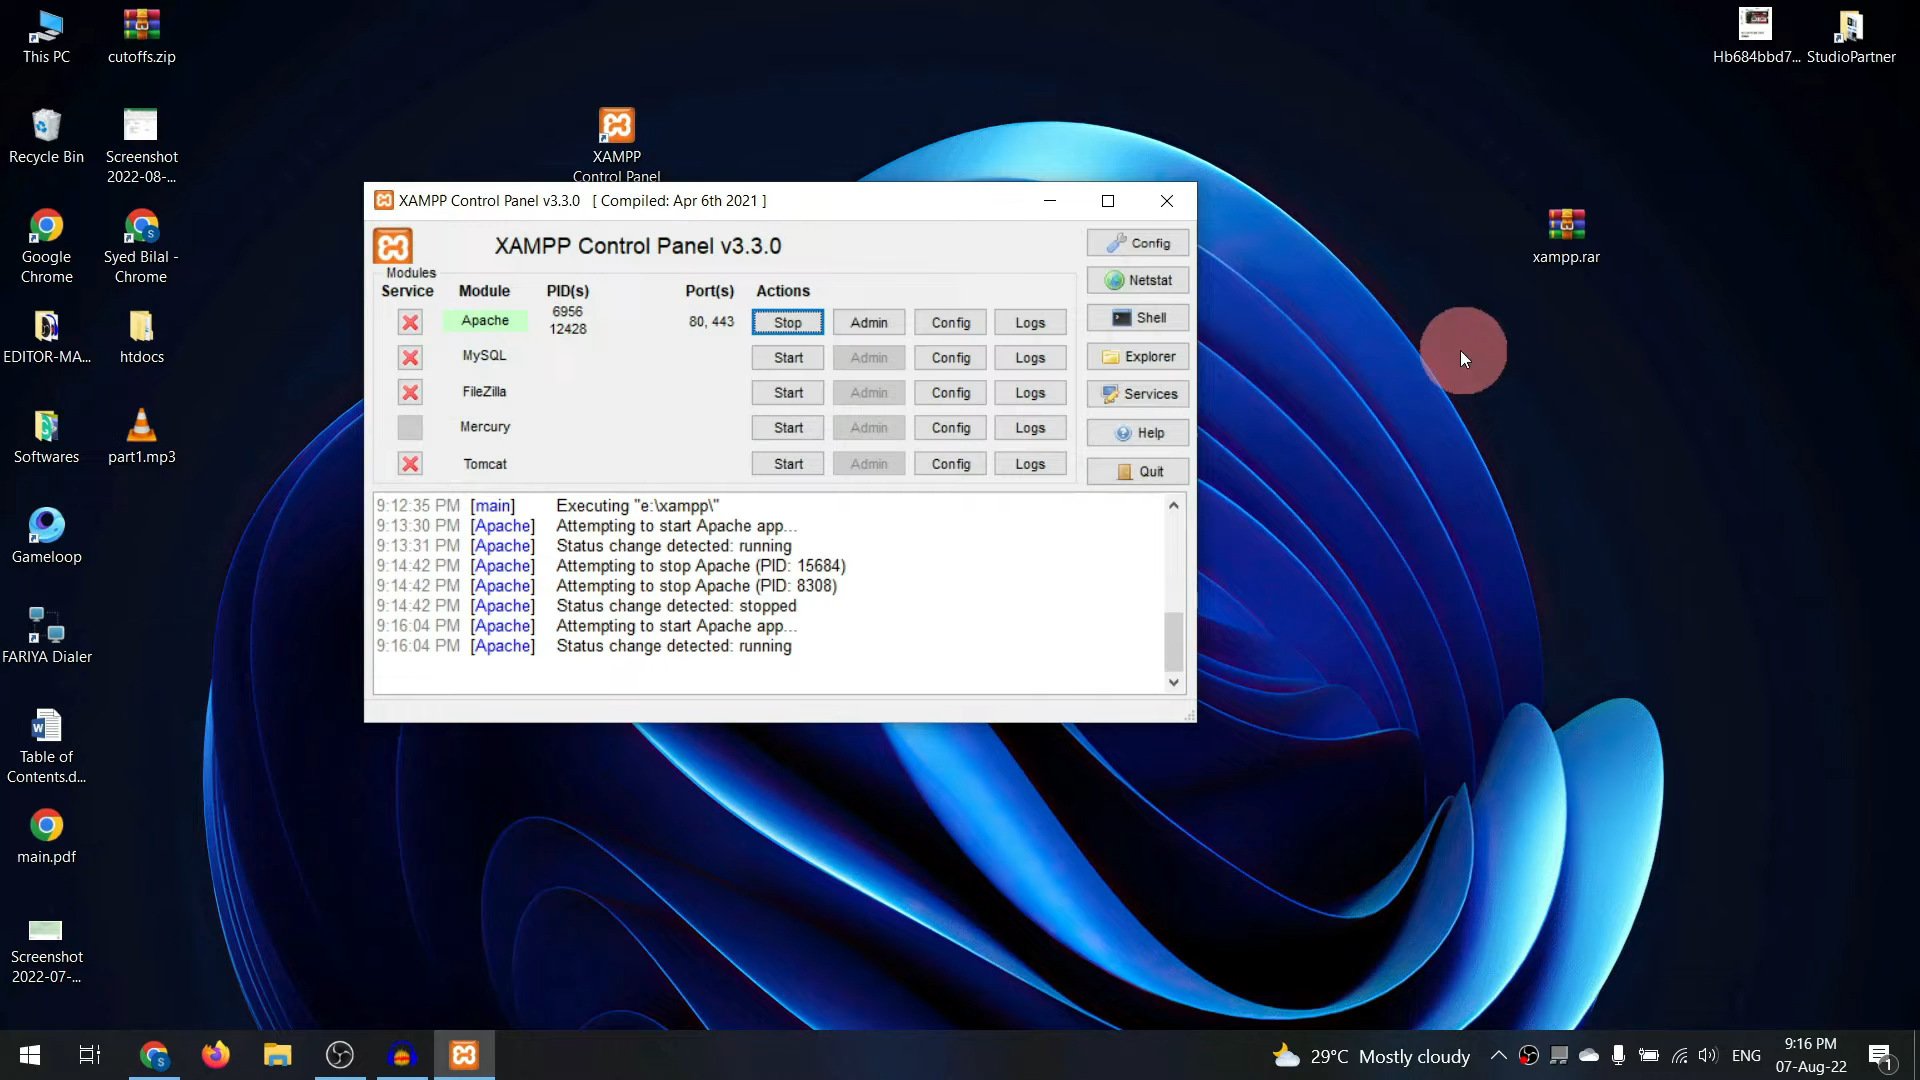 This PC
cutoffs.zip
Hb684bbd7...
StudioPartner
Recycle Bin
Screenshot
2022-08-...
XAMPP
Control Panel
Google
Chrome
Syed Bilal -
Chrome
xampp.rar
EDITOR-MA...
htdocs
Softwares
part1.mp3
Gameloop
FARIYA Dialer
Table of
Contents.d...
main.pdf
Screenshot
2022-07-...
XAMPP Control Panel v3.3.0 [ Compiled: Apr 6th 2021 ]
XAMPP Control Panel v3.3.0
Config
Modules
Service Module PID(s) Port(s) Actions
Netstat
Apache 6956
12428 80, 443 Stop Admin Config Logs
Shell
MySQL Start Admin Config Logs
Explorer
FileZilla Start Admin Config Logs
Services
Mercury Start Admin Config Logs
Help
Tomcat Start Admin Config Logs
Quit
9:12:35 PM [main] Executing "e:\xampp\"
9:13:30 PM [Apache] Attempting to start Apache app...
9:13:31 PM [Apache] Status change detected: running
9:14:42 PM [Apache] Attempting to stop Apache (PID: 15684)
9:14:42 PM [Apache] Attempting to stop Apache (PID: 8308)
9:14:42 PM [Apache] Status change detected: stopped
9:16:04 PM [Apache] Attempting to start Apache app...
9:16:04 PM [Apache] Status change detected: running
29°C Mostly cloudy
ENG
9:16 PM
07-Aug-22
1